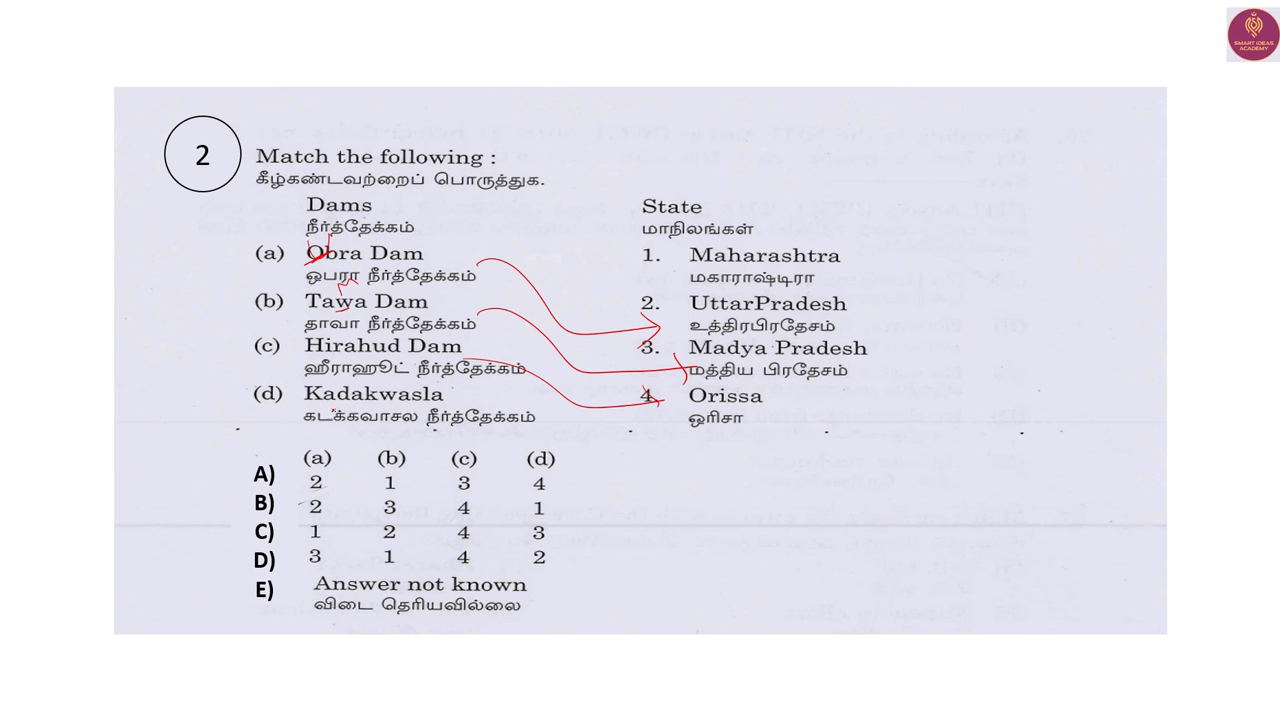 SMART IDEAS
ACADEMY
2
Match the following :
கீழ்கண்டவற்றைப் பொருத்துக.
Dams State
நீர்த்தேக்கம் மாநிலங்கள்
(a) Obra Dam 1. Maharashtra
ஒபரா நீர்த்தேக்கம் மகாராஷ்டிரா
(b) Tawa Dam 2. UttarPradesh
தாவா நீர்த்தேக்கம் உத்திரபிரதேசம்
(c) Hirahud Dam 3. Madya Pradesh
ஹீராஹூட் நீர்த்தேக்கம் மத்திய பிரதேசம்
(d) Kadakwasla 4. Orissa
கடக்கவாசல நீர்த்தேக்கம் ஒரிசா
(a) (b) (c) (d)
A) 2 1 3 4
B) 2 3 4 1
C) 1 2 4 3
D) 3 1 4 2
E) Answer not known
விடை தெரியவில்லை